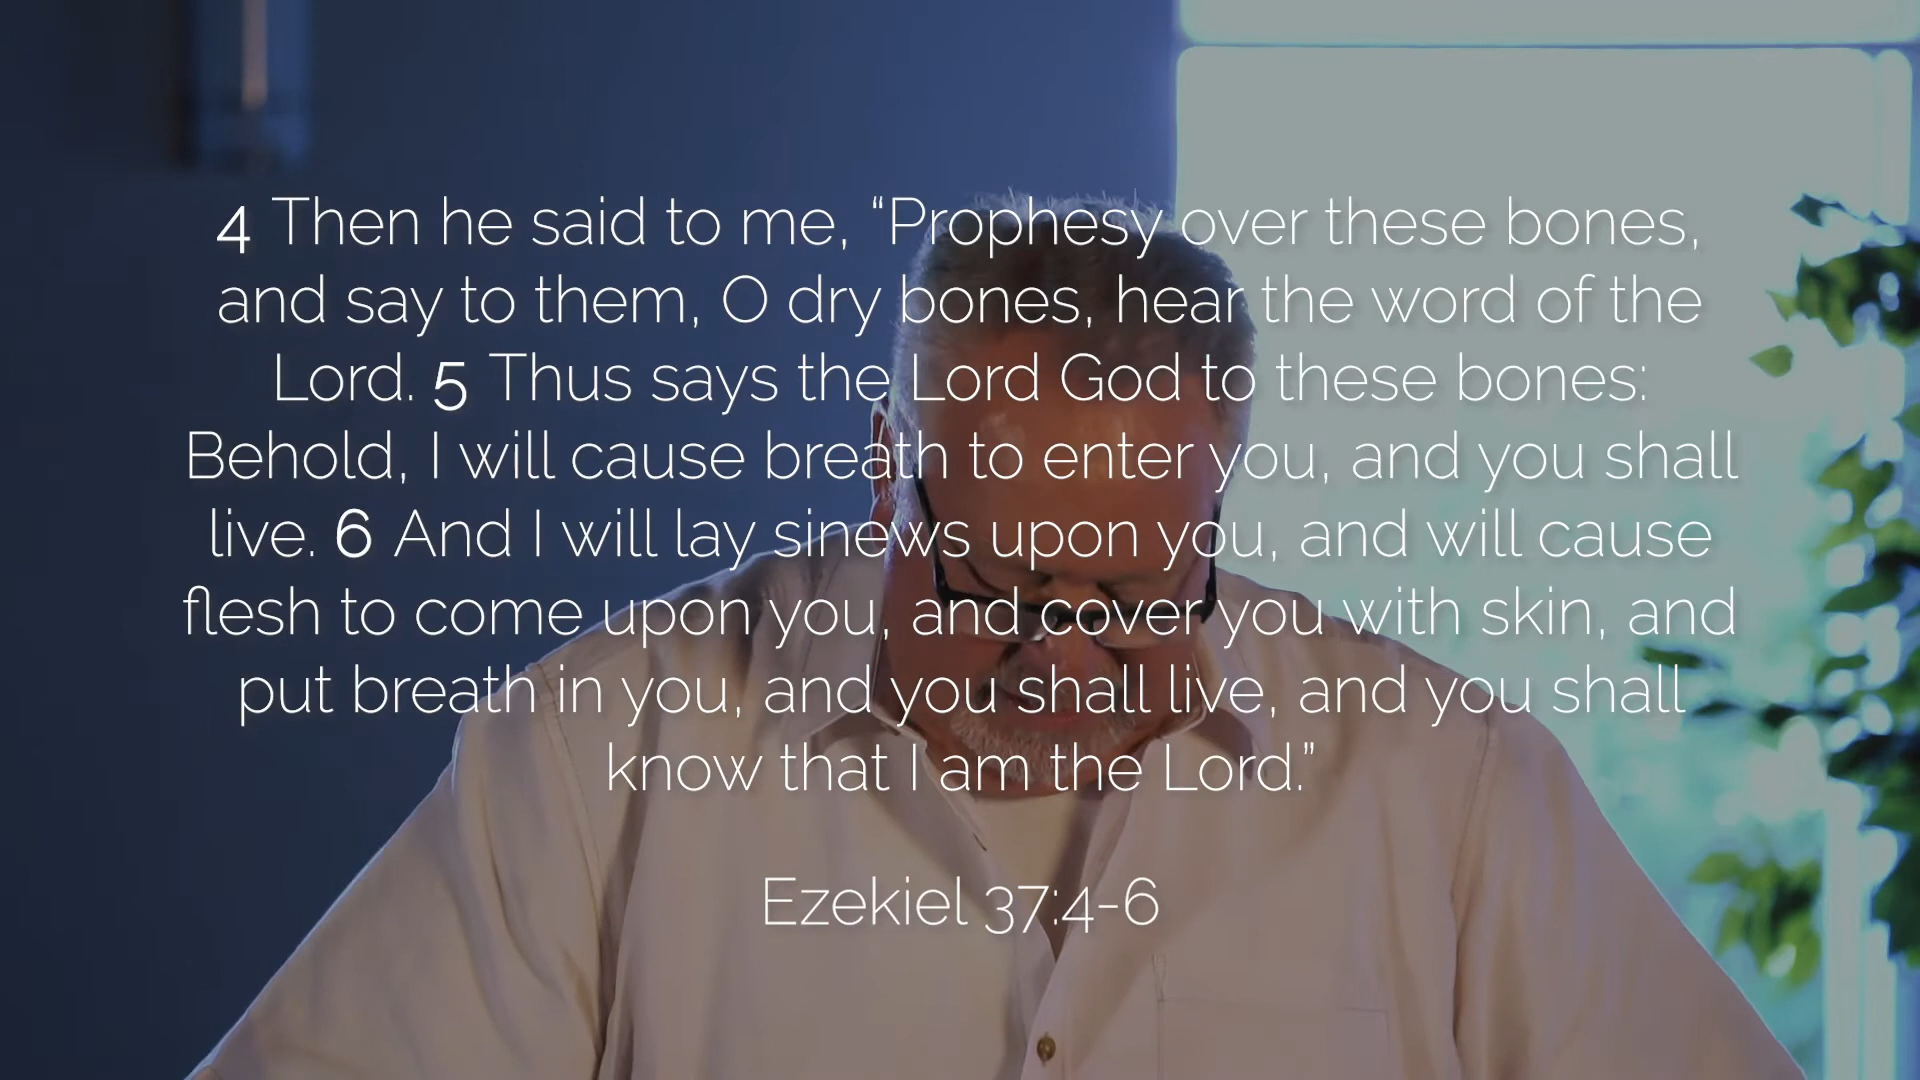 4 Then he said to me, “Prophesy over these bones,
and say to them, O dry bones, hear the word of the
Lord. 5 Thus says the Lord God to these bones:
Behold, I will cause breath to enter you, and you shall
live. 6 And I will lay sinews upon you, and will cause
flesh to come upon you, and cover you with skin, and
put breath in you, and you shall live, and you shall
know that I am the Lord.”
Ezekiel 37:4-6